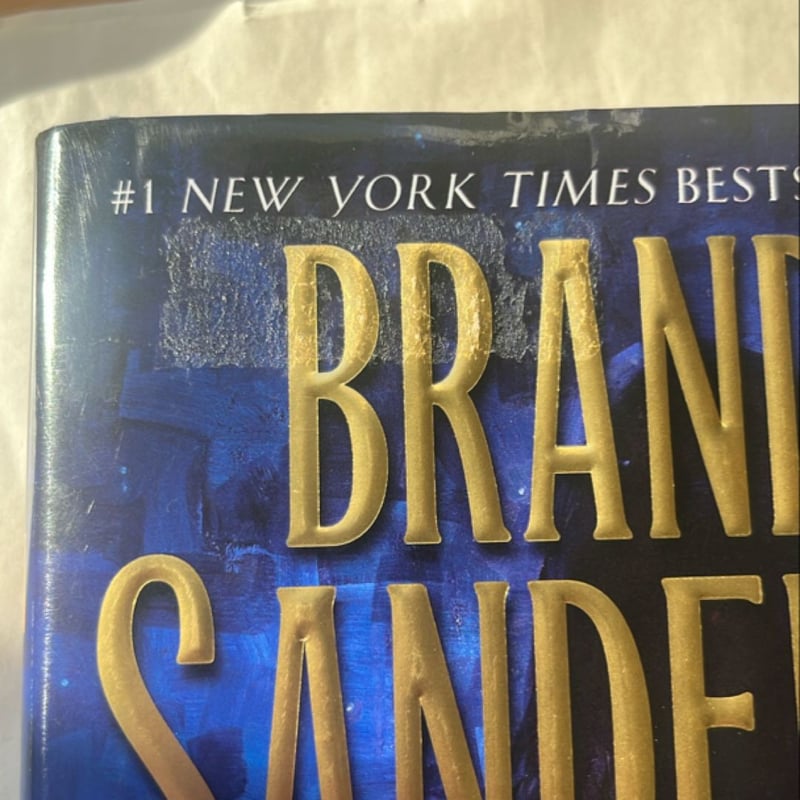 #1 NEW YORK TIMES BESTS
BRAN
SANDE